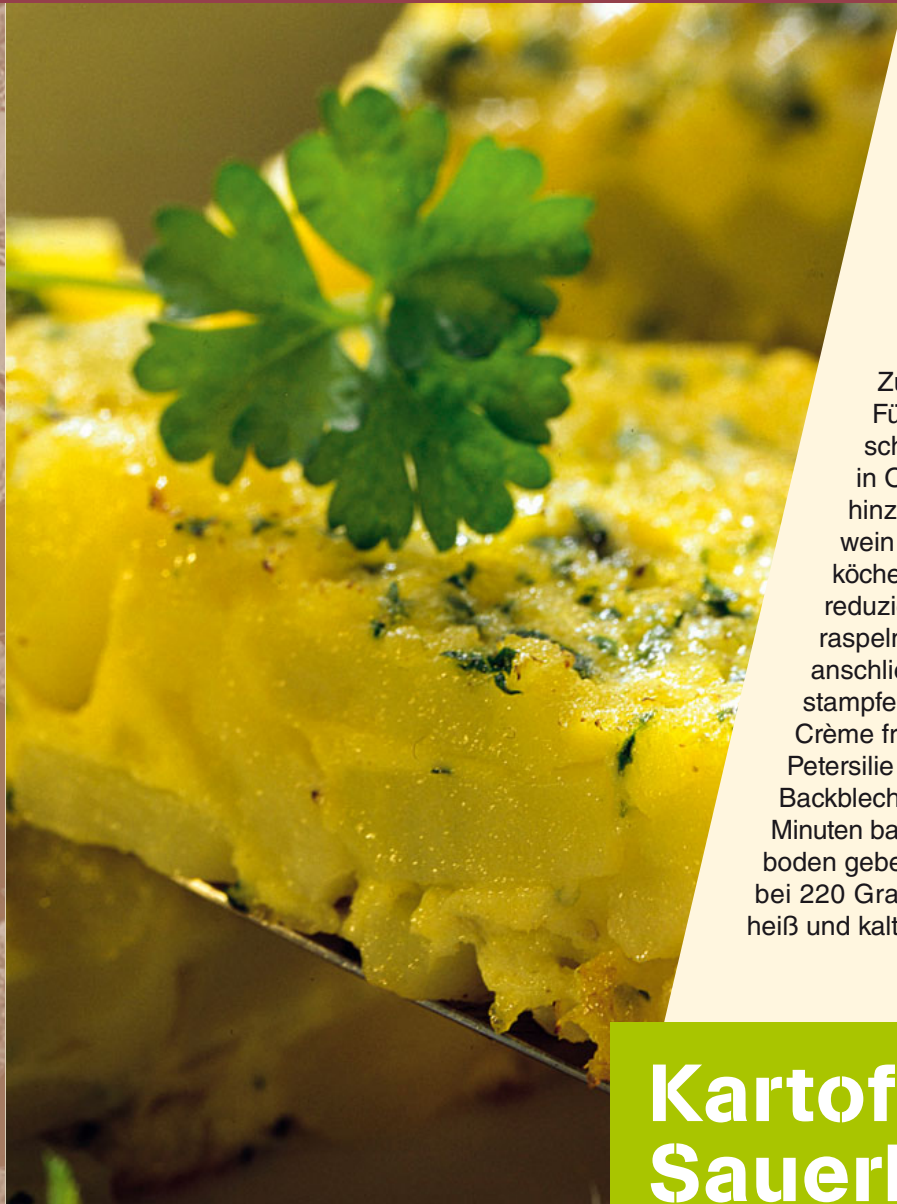 Zu
Fü
sch
in C
hinz
wein
köche
reduzie
raspeln
anschlie
stampfe
Crème fr
Petersilie
Backblech
Minuten ba
boden gebe
bei 220 Gra
heiß und kalt
Kartof
Sauerk